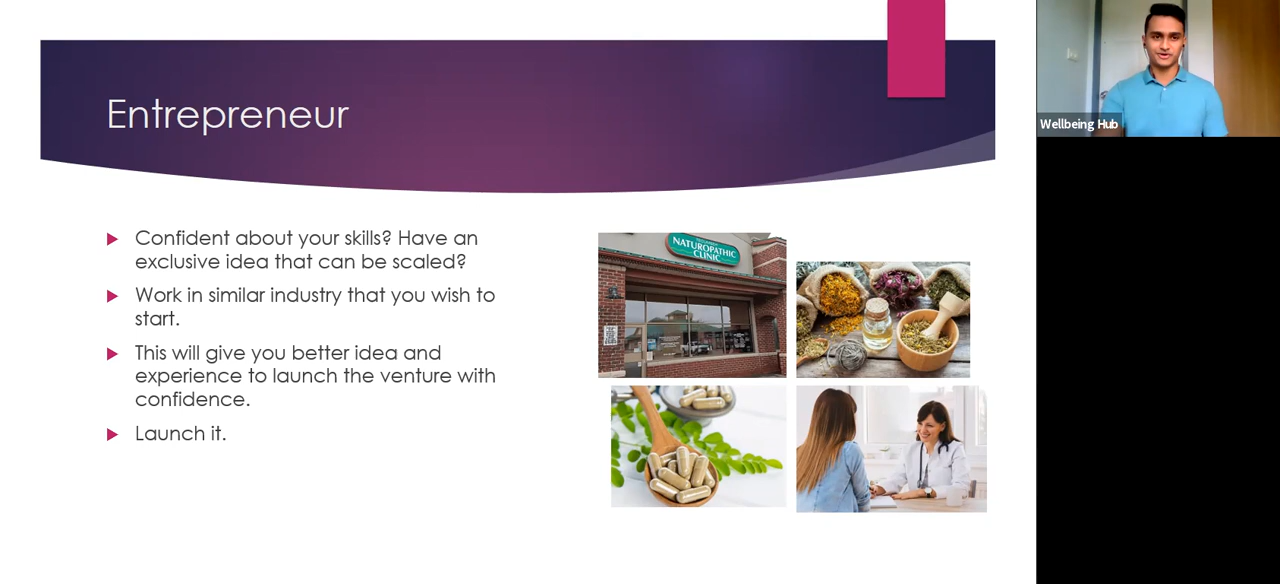 Entrepreneur
Confident about your skills? Have an
exclusive idea that can be scaled?
Work in similar industry that you wish to
start.
This will give you better idea and
experience to launch the venture with
confidence.
Launch it.
NATUROPATHIC
CLINIC
Wellbeing Hub